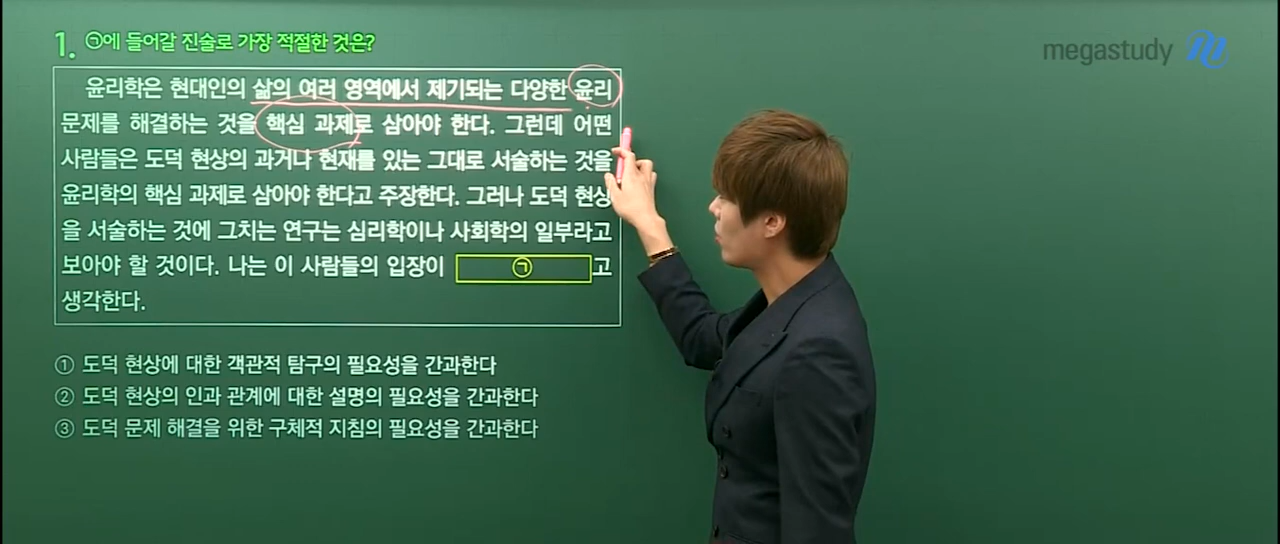 1. ㉠에 들어갈 진술로 가장 적절한 것은?
megastudy
윤리학은 현대인의 삶의 여러 영역에서 제기되는 다양한 윤리
문제를 해결하는 것을 핵심 과제로 삼아야 한다. 그런데 어떤
사람들은 도덕 현상의 과거나 현재를 있는 그대로 서술하는 것을
윤리학의 핵심 과제로 삼아야 한다고 주장한다. 그러나 도덕 현상
을 서술하는 것에 그치는 연구는 심리학이나 사회학의 일부라고
보아야 할 것이다. 나는 이 사람들의 입장이 ㉠ 고
생각한다.
① 도덕 현상에 대한 객관적 탐구의 필요성을 간과한다
② 도덕 현상의 인과 관계에 대한 설명의 필요성을 간과한다
③ 도덕 문제 해결을 위한 구체적 지침의 필요성을 간과한다